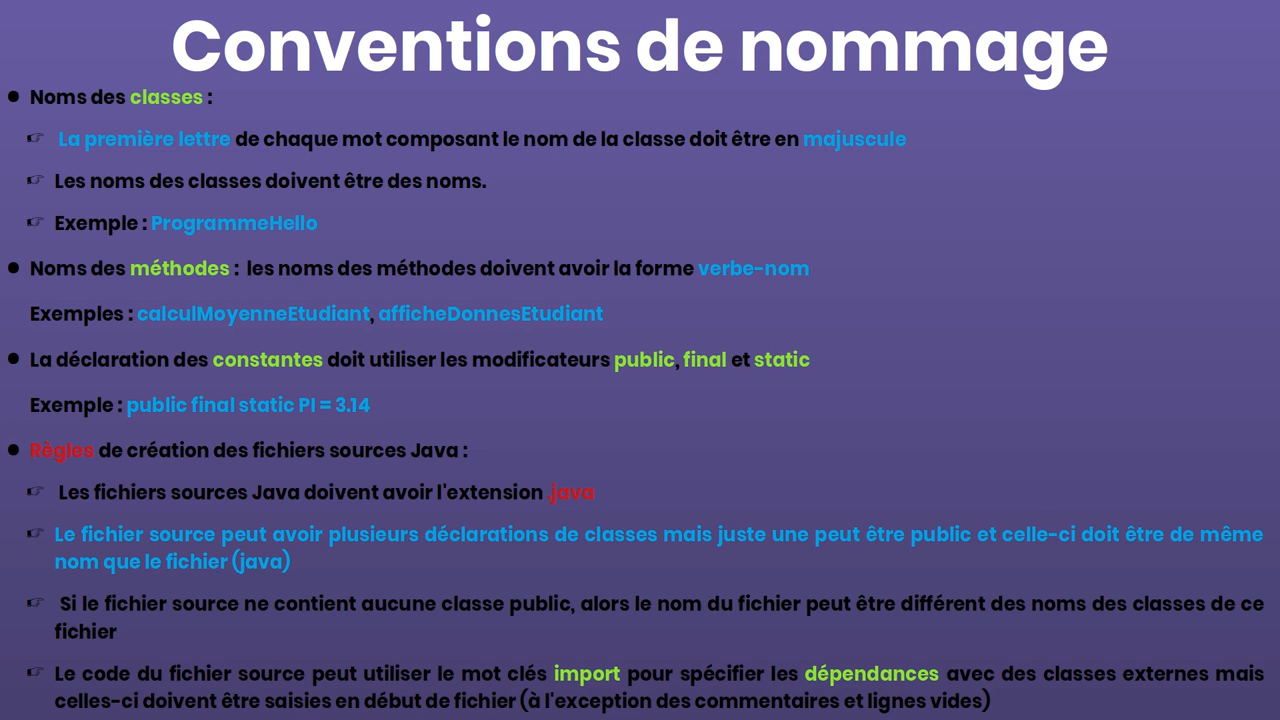 Conventions de nommage
● Noms des classes :
☞ La première lettre de chaque mot composant le nom de la classe doit être en majuscule
☞ Les noms des classes doivent être des noms.
☞ Exemple : ProgrammeHello
● Noms des méthodes : les noms des méthodes doivent avoir la forme verbe-nom
Exemples : calculMoyenneEtudiant, afficheDonnesEtudiant
● La déclaration des constantes doit utiliser les modificateurs public, final et static
Exemple : public final static PI = 3.14
● Règles de création des fichiers sources Java :
☞ Les fichiers sources Java doivent avoir l'extension .java
☞ Le fichier source peut avoir plusieurs déclarations de classes mais juste une peut être public et celle-ci doit être de même
nom que le fichier (java)
☞ Si le fichier source ne contient aucune classe public, alors le nom du fichier peut être différent des noms des classes de ce
fichier
☞ Le code du fichier source peut utiliser le mot clés import pour spécifier les dépendances avec des classes externes mais
celles-ci doivent être saisies en début de fichier (à l'exception des commentaires et lignes vides)